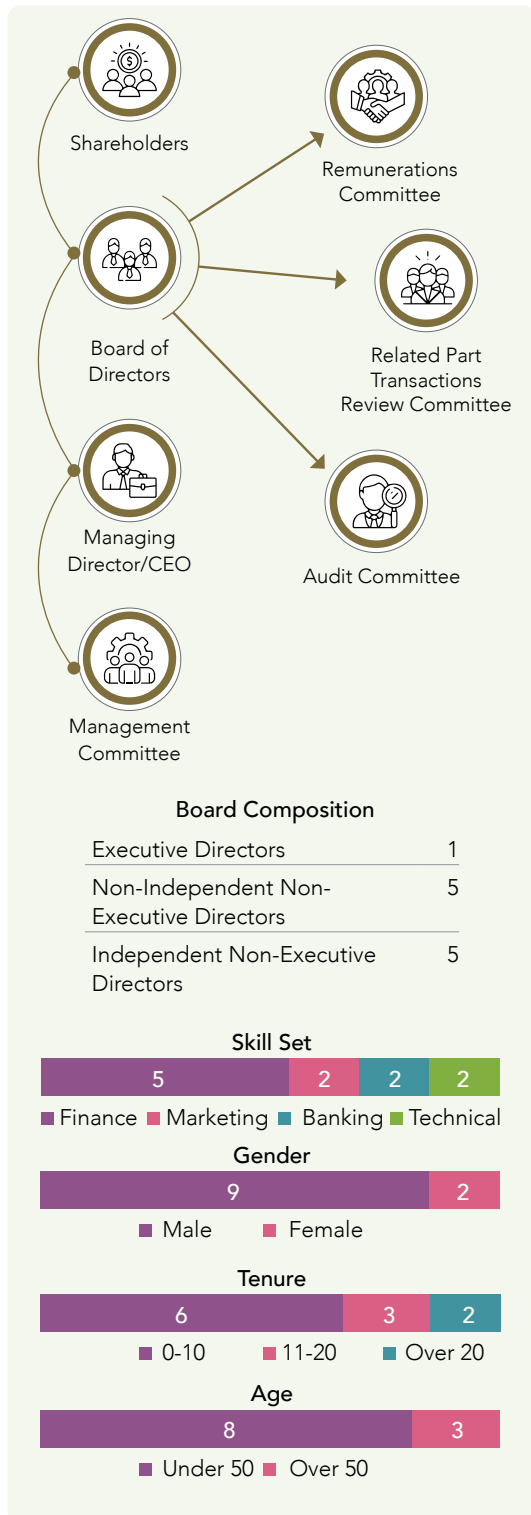 Shareholders
Remunerations
Committee
Board of
Directors
Related Part
Transactions
Review Committee
Managing
Director/CEO
Audit Committee
Management
Committee
Board Composition
Executive Directors 1
Non-Independent Non- 5
Executive Directors
Independent Non-Executive 5
Directors
Skill Set
5 2 2 2
Finance Marketing Banking Technical
Gender
9 2
Male Female
Tenure
6 3 2
0-10 11-20 Over 20
Age
8 3
Under 50 Over 50